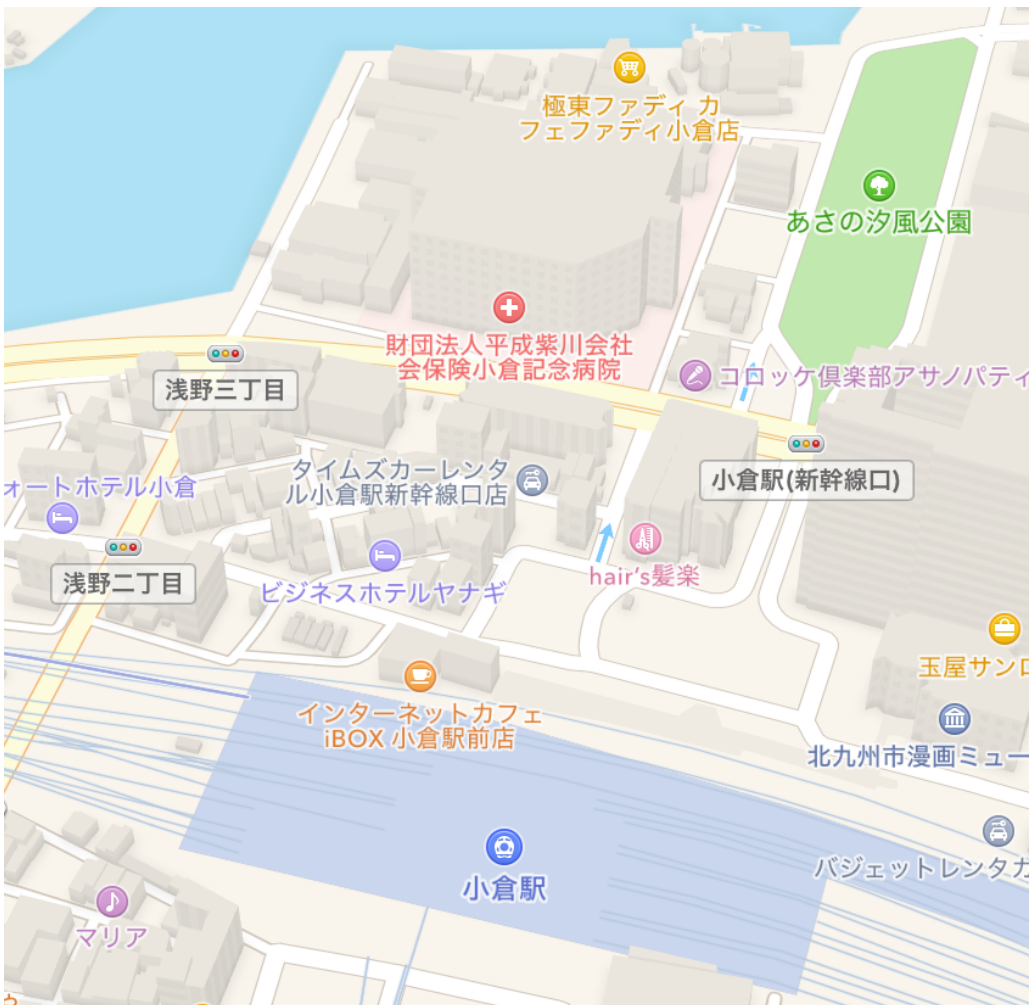 極東ファディ カ
フェファディ小倉店
あさの汐風公園
財団法人平成紫川会社
会保険小倉記念病院
浅野三丁目
コロッケ倶楽部アサノパティ
小倉駅(新幹線口)
タイムズカーレンタ
ル小倉駅新幹線口店
ォートホテル小倉
浅野二丁目
ビジネスホテルヤナギ
hair's髪楽
玉屋サンロ
インターネットカフェ
iBOX 小倉駅前店
北九州市漫画ミュー
小倉駅
バジェットレンタカ
マリア
や